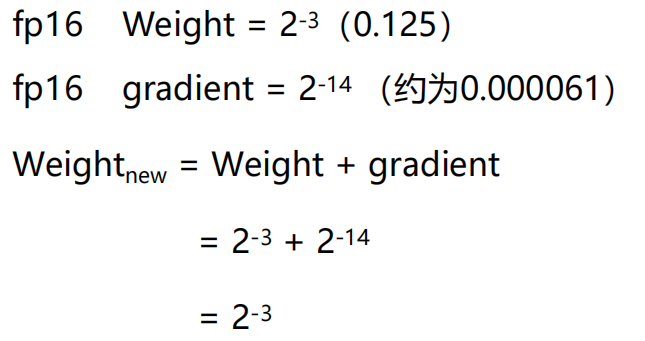 fp16 Weight = 2⁻³（0.125）
fp16 gradient = 2⁻¹⁴ （约为0.000061）
Weightₙₑw = Weight + gradient
= 2⁻³ + 2⁻¹⁴
= 2⁻³